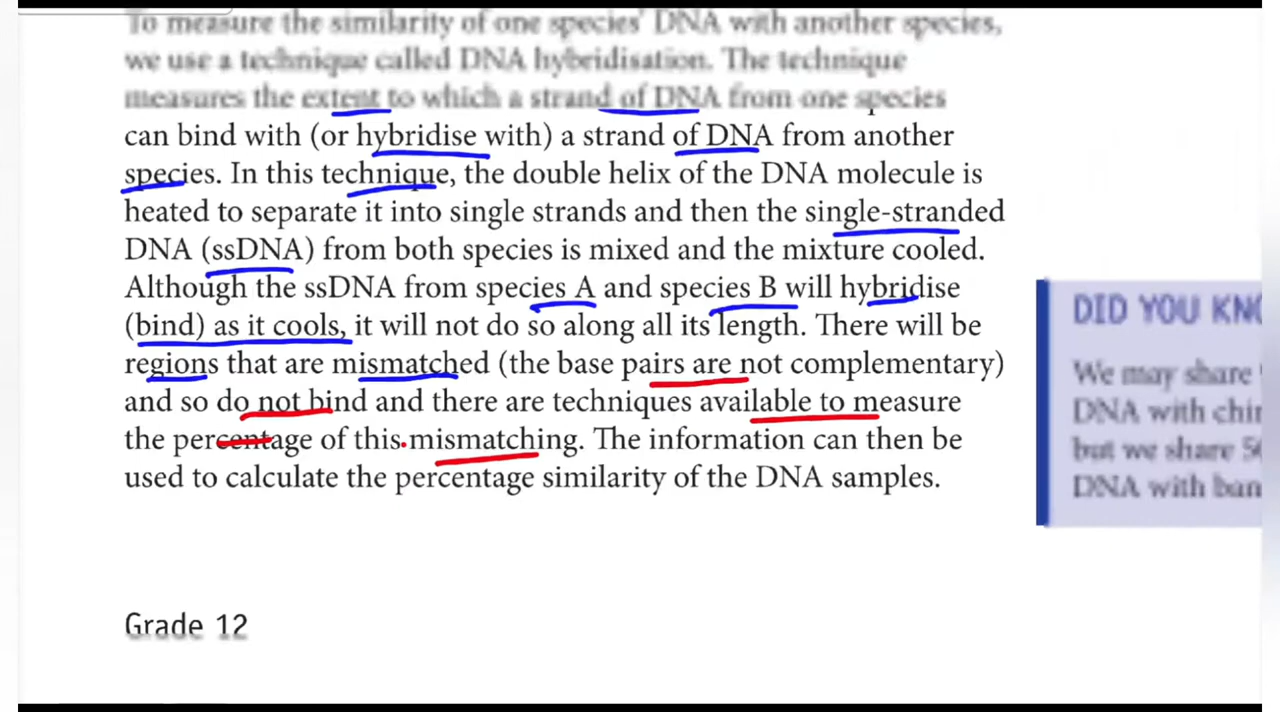 To measure the similarity of one species' DNA with another species,
we use a technique called DNA hybridisation. The technique
measures the extent to which a strand of DNA from one species
can bind with (or hybridise with) a strand of DNA from another
species. In this technique, the double helix of the DNA molecule is
heated to separate it into single strands and then the single-stranded
DNA (ssDNA) from both species is mixed and the mixture cooled.
Although the ssDNA from species A and species B will hybridise
(bind) as it cools, it will not do so along all its length. There will be
regions that are mismatched (the base pairs are not complementary)
and so do not bind and there are techniques available to measure
the percentage of this mismatching. The information can then be
used to calculate the percentage similarity of the DNA samples.
DID YOU
We may share
DNA with
but we share
DNA with
Grade 12